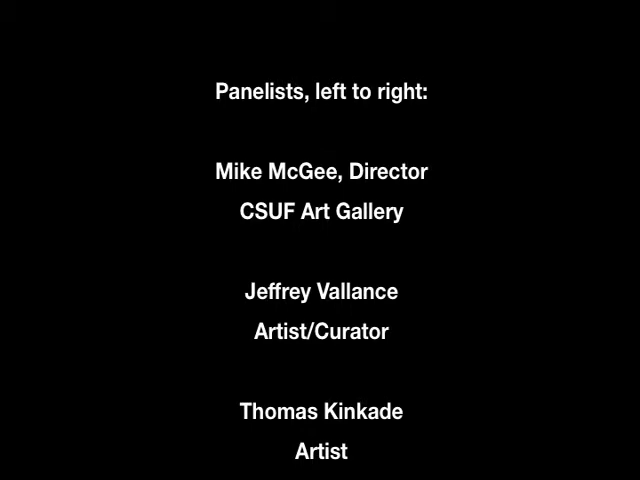 Panelists, left to right:
Mike McGee, Director
CSUF Art Gallery
Jeffrey Vallance
Artist/Curator
Thomas Kinkade
Artist